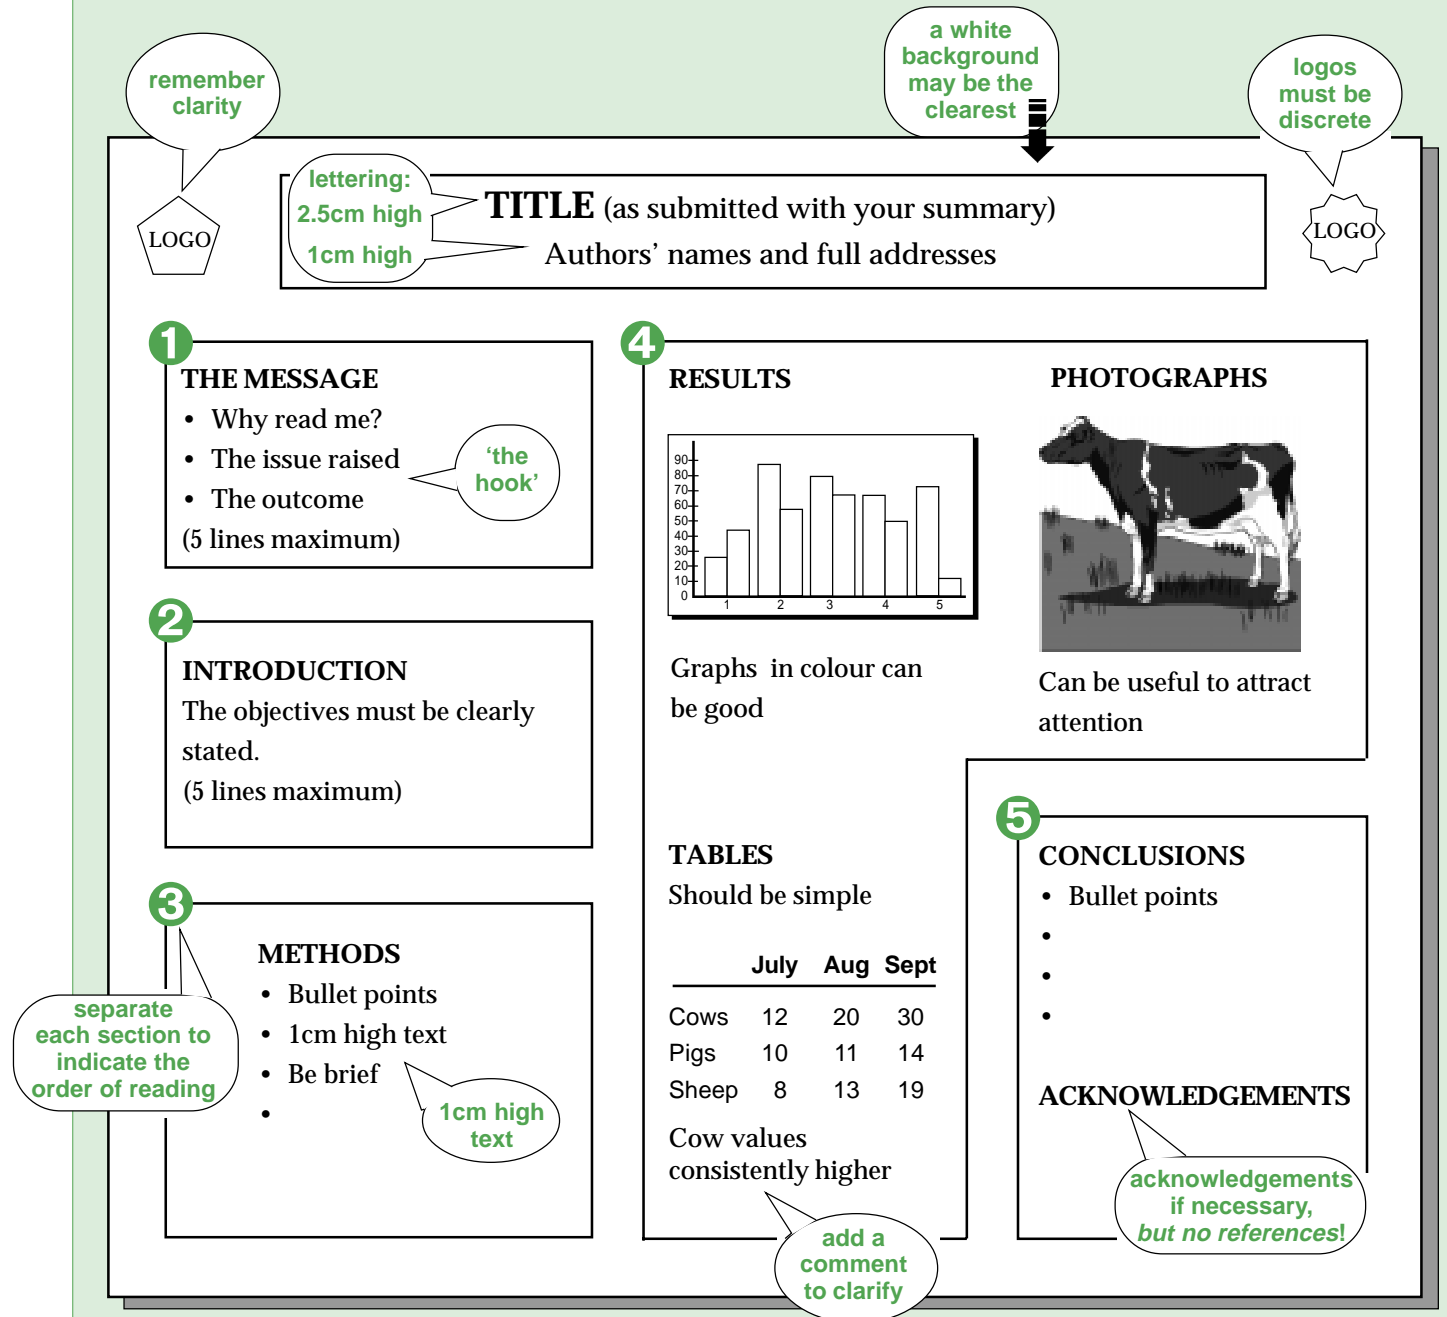 remember
clarity
a white
background
may be the
clearest
logos
must be
discrete
LOGO
lettering:
2.5cm high
1cm high
TITLE (as submitted with your summary)
Authors' names and full addresses
LOGO
1
THE MESSAGE
• Why read me?
• The issue raised
• The outcome
(5 lines maximum)
'the
hook'
2
INTRODUCTION
The objectives must be clearly
stated.
(5 lines maximum)
3
METHODS
• Bullet points
• 1cm high text
• Be brief
•
separate
each section to
indicate the
order of reading
1cm high
text
4
RESULTS
90
80
70
60
50
40
30
20
10
0
1 2 3 4 5
Graphs in colour can
be good
PHOTOGRAPHS
Can be useful to attract
attention
TABLES
Should be simple
July Aug Sept
Cows 12 20 30
Pigs 10 11 14
Sheep 8 13 19
Cow values
consistently higher
add a
comment
to clarify
5
CONCLUSIONS
• Bullet points
•
•
•
ACKNOWLEDGEMENTS
acknowledgements
if necessary,
but no references!